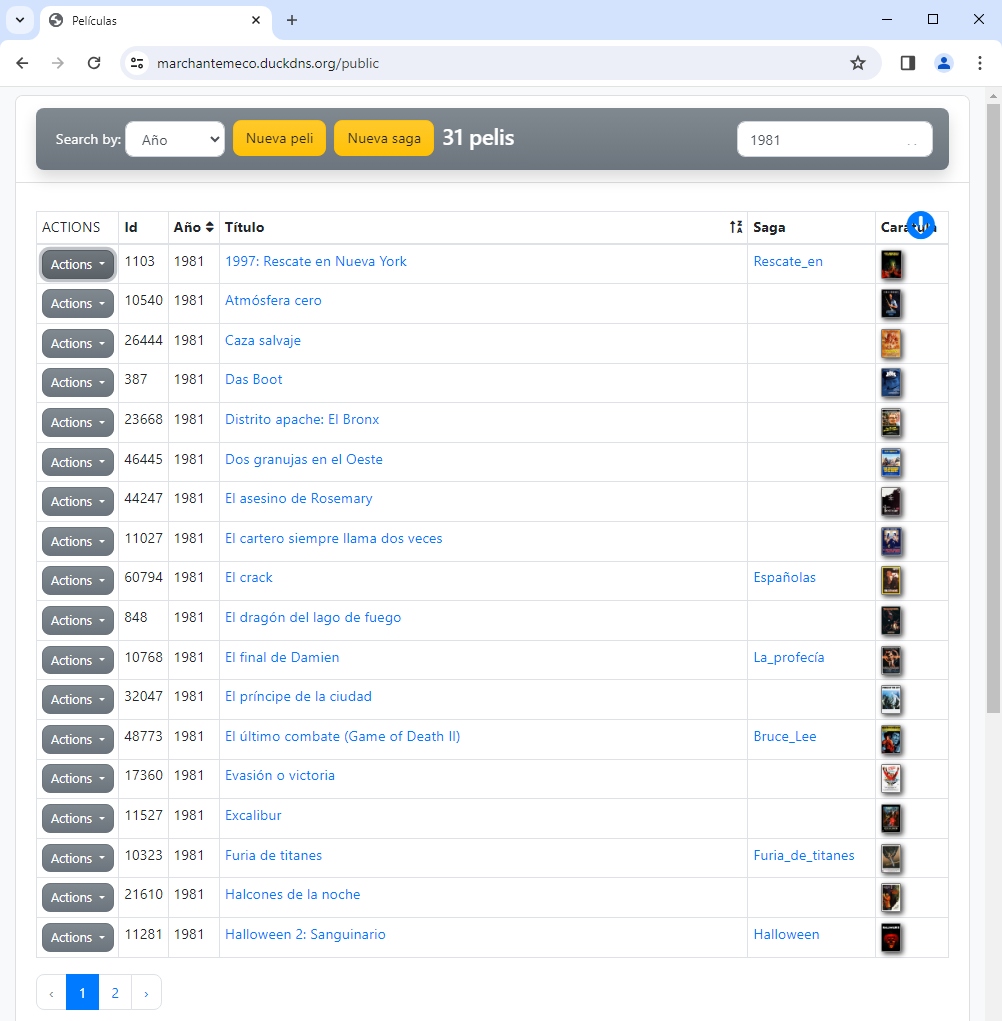 Películas
marchantemeco.duckdns.org/public
Search by: Año Nueva peli Nueva saga 31 pelis 1981
ACTIONS Id Año Título Saga Carátula
Actions 1103 1981 1997: Rescate en Nueva York Rescate_en
Actions 10540 1981 Atmósfera cero
Actions 26444 1981 Caza salvaje
Actions 387 1981 Das Boot
Actions 23668 1981 Distrito apache: El Bronx
Actions 46445 1981 Dos granujas en el Oeste
Actions 44247 1981 El asesino de Rosemary
Actions 11027 1981 El cartero siempre llama dos veces
Actions 60794 1981 El crack Españolas
Actions 848 1981 El dragón del lago de fuego
Actions 10768 1981 El final de Damien La_profecía
Actions 32047 1981 El príncipe de la ciudad
Actions 48773 1981 El último combate (Game of Death II) Bruce_Lee
Actions 17360 1981 Evasión o victoria
Actions 11527 1981 Excalibur
Actions 10323 1981 Furia de titanes Furia_de_titanes
Actions 21610 1981 Halcones de la noche
Actions 11281 1981 Halloween 2: Sanguinario Halloween
‹ 1 2 ›